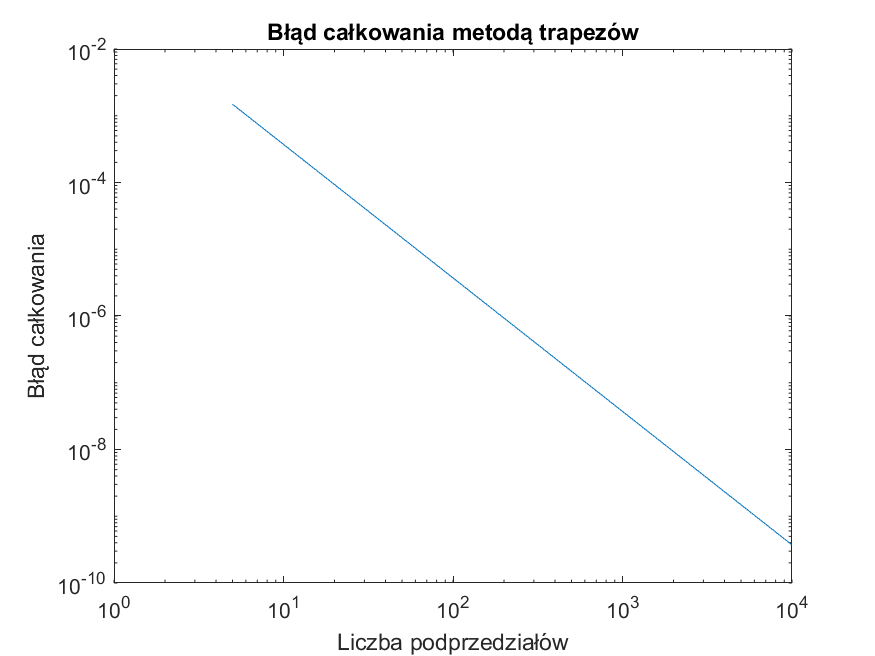 Błąd całkowania metodą trapezów
10^-2
10^-4
10^-6
10^-8
10^-10
Błąd całkowania
10^0 10^1 10^2 10^3 10^4
Liczba podprzedziałów